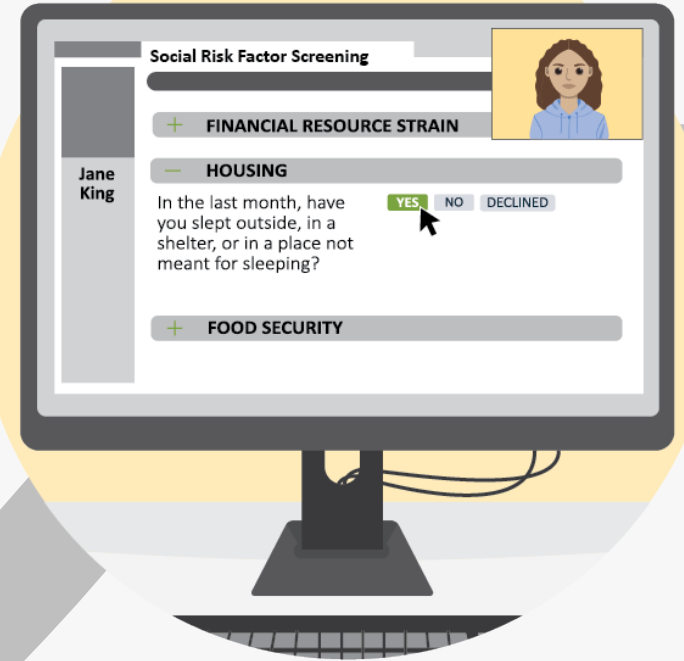 Social Risk Factor Screening
+ FINANCIAL RESOURCE STRAIN
Jane
King
– HOUSING
In the last month, have
you slept outside, in a
shelter, or in a place not
meant for sleeping?
YES NO DECLINED
+ FOOD SECURITY